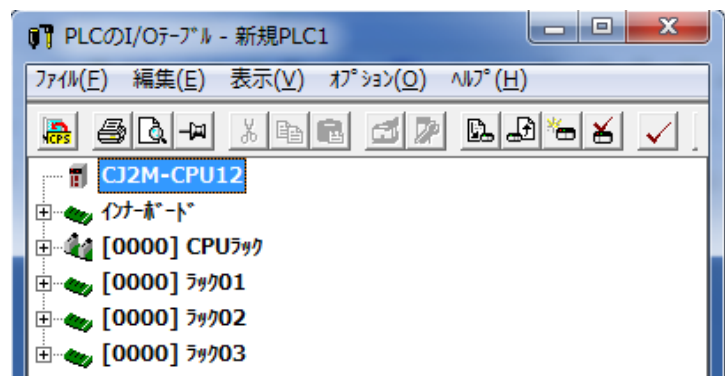 PLCのI/Oﾃｰﾌﾞﾙ - 新規PLC1
ﾌｧｲﾙ(F) 編集(E) 表示(V) ｵﾌﾟｼｮﾝ(O) ﾍﾙﾌﾟ(H)
CPS
CJ2M-CPU12
ｲﾝﾅｰﾎﾞｰﾄﾞ
[0000] CPUﾗｯｸ
[0000] ﾗｯｸ01
[0000] ﾗｯｸ02
[0000] ﾗｯｸ03